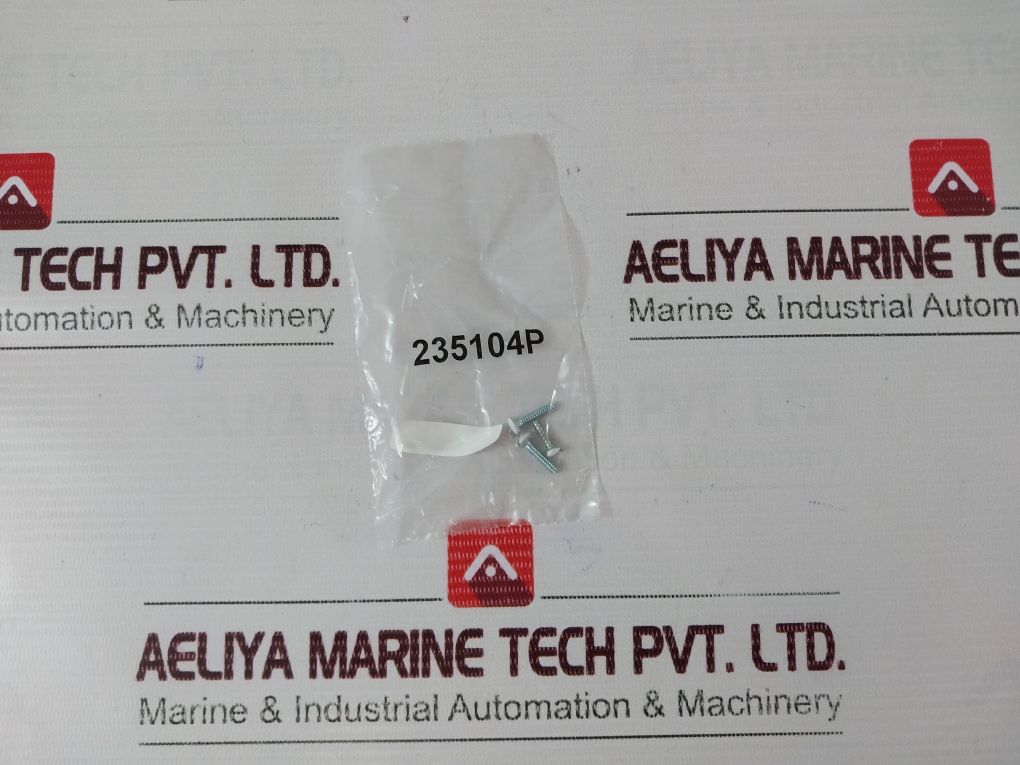 TECH PVT. LTD.
utomation & Machinery
AELIYA MARINE TE
Marine & Industrial Autom
235104P
AELIYA MARINE TECH PVT. LTD.
Marine & Industrial Automation & Machinery